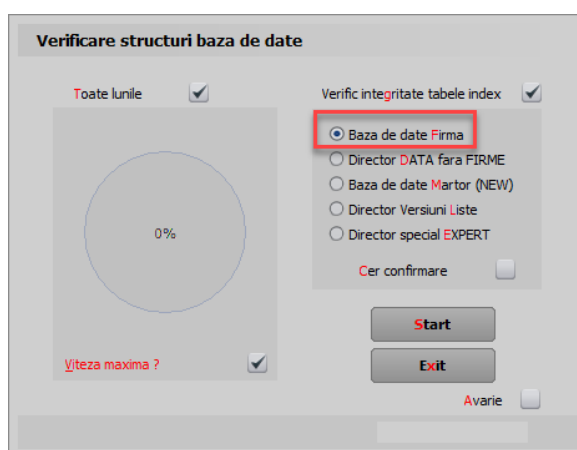 Verificare structuri baza de date
Toate lunile
Verific integritate tabele index
Baza de date Firma
Director DATA fara FIRME
Baza de date Martor (NEW)
Director Versiuni Liste
Director special EXPERT
0%
Cer confirmare
Start
Viteza maxima ?
Exit
Avarie